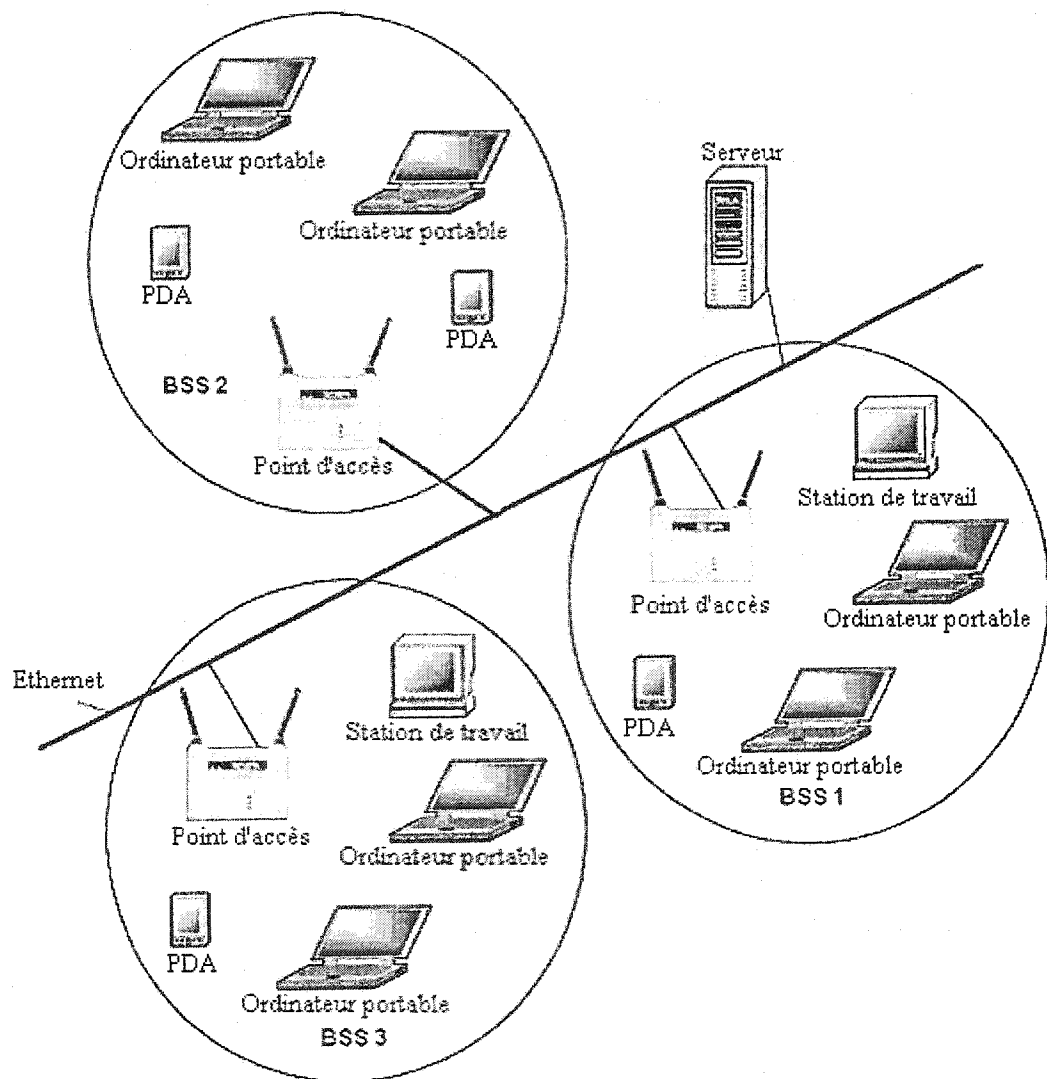 Ordinateur portable
Ordinateur portable
PDA
PDA
BSS 2
Point d'accès
Serveur
Station de travail
Point d'accès
Ordinateur portable
PDA
Ordinateur portable
BSS 1
Ethernet
Station de travail
Point d'accès
Ordinateur portable
PDA
Ordinateur portable
BSS 3